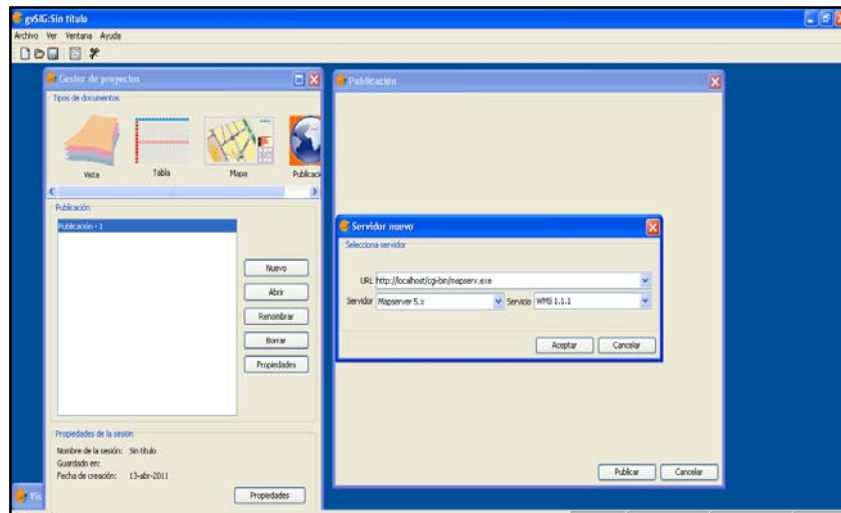 gvSIG:Sin título
Archivo Ver Ventana Ayuda
Gestor de proyectos
Tipos de documentos
Vista
Tabla
Mapa
Publicac
Publicación
Publicación - 1
Nuevo
Abrir
Renombrar
Borrar
Propiedades
Propiedades de la sesión
Nombre de la sesión: Sin título
Guardado en:
Fecha de creación: 13-abr-2011
Propiedades
Vis
Publicación
Servidor nuevo
Selecciona servidor
URL http://localhost/cgi-bin/mapserv.exe
Servidor Mapserver 5.x Servicio WMS 1.1.1
Aceptar Cancelar
Publicar Cancelar